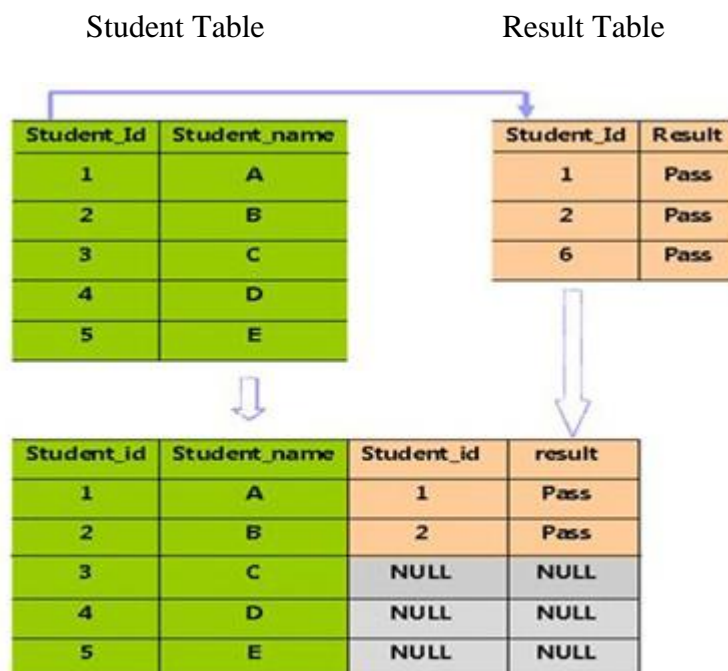 Student Table Result Table
Student_Id Student_name
1 A
2 B
3 C
4 D
5 E
Student_Id Result
1 Pass
2 Pass
6 Pass
Student_id Student_name Student_id result
1 A 1 Pass
2 B 2 Pass
3 C NULL NULL
4 D NULL NULL
5 E NULL NULL